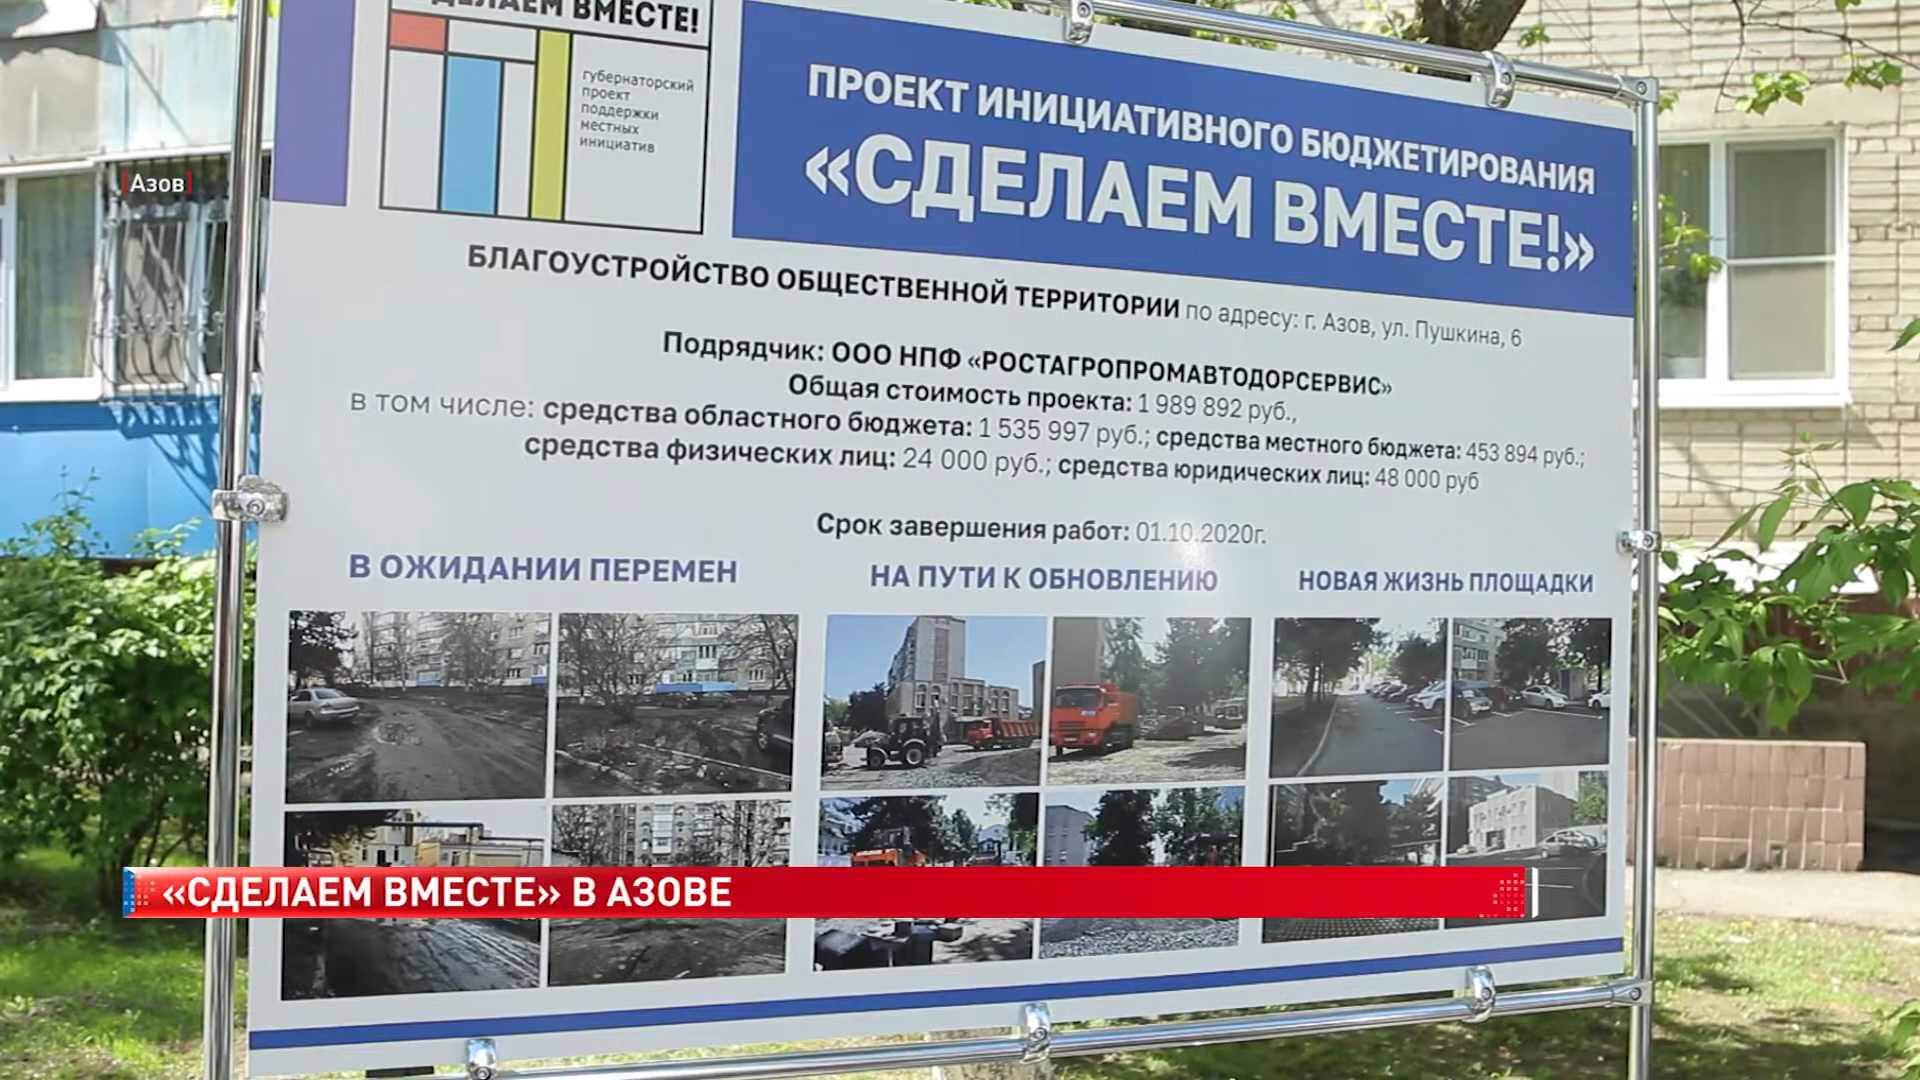 СДЕЛАЕМ ВМЕСТЕ!
губернаторский
проект
поддержки
местных
инициатив
ПРОЕКТ ИНИЦИАТИВНОГО БЮДЖЕТИРОВАНИЯ
«СДЕЛАЕМ ВМЕСТЕ!»
[Азов]
БЛАГОУСТРОЙСТВО ОБЩЕСТВЕННОЙ ТЕРРИТОРИИ по адресу: г. Азов, ул. Пушкина, 6
Подрядчик: ООО НПФ «РОСТАГРОПРОМАВТОДОРСЕРВИС»
Общая стоимость проекта: 1 989 892 руб.,
в том числе: средства областного бюджета: 1 535 997 руб.; средства местного бюджета: 453 894 руб.;
средства физических лиц: 24 000 руб.; средства юридических лиц: 48 000 руб
Срок завершения работ: 01.10.2020г.
В ОЖИДАНИИ ПЕРЕМЕН
НА ПУТИ К ОБНОВЛЕНИЮ
НОВАЯ ЖИЗНЬ ПЛОЩАДКИ
«СДЕЛАЕМ ВМЕСТЕ» В АЗОВЕ